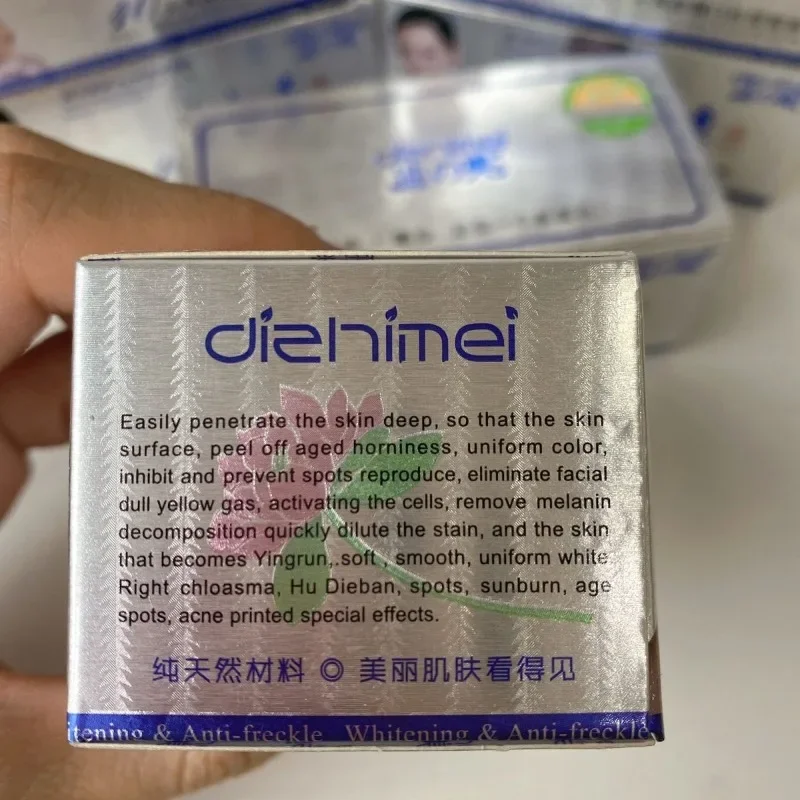 diehimei
Easily penetrate the skin deep, so that the skin
surface, peel off aged horniness, uniform color,
inhibit and prevent spots reproduce, eliminate facial
dull yellow gas, activating the cells, remove melanin
decomposition quickly dilute the stain, and the skin
that becomes Yingrun,.soft , smooth, uniform white
Right chloasma, Hu Dieban, spots, sunburn, age
spots, acne printed special effects.
纯天然材料 ◎ 美丽肌肤看得见
tening & Anti-freckle Whitening & Anti-freckle